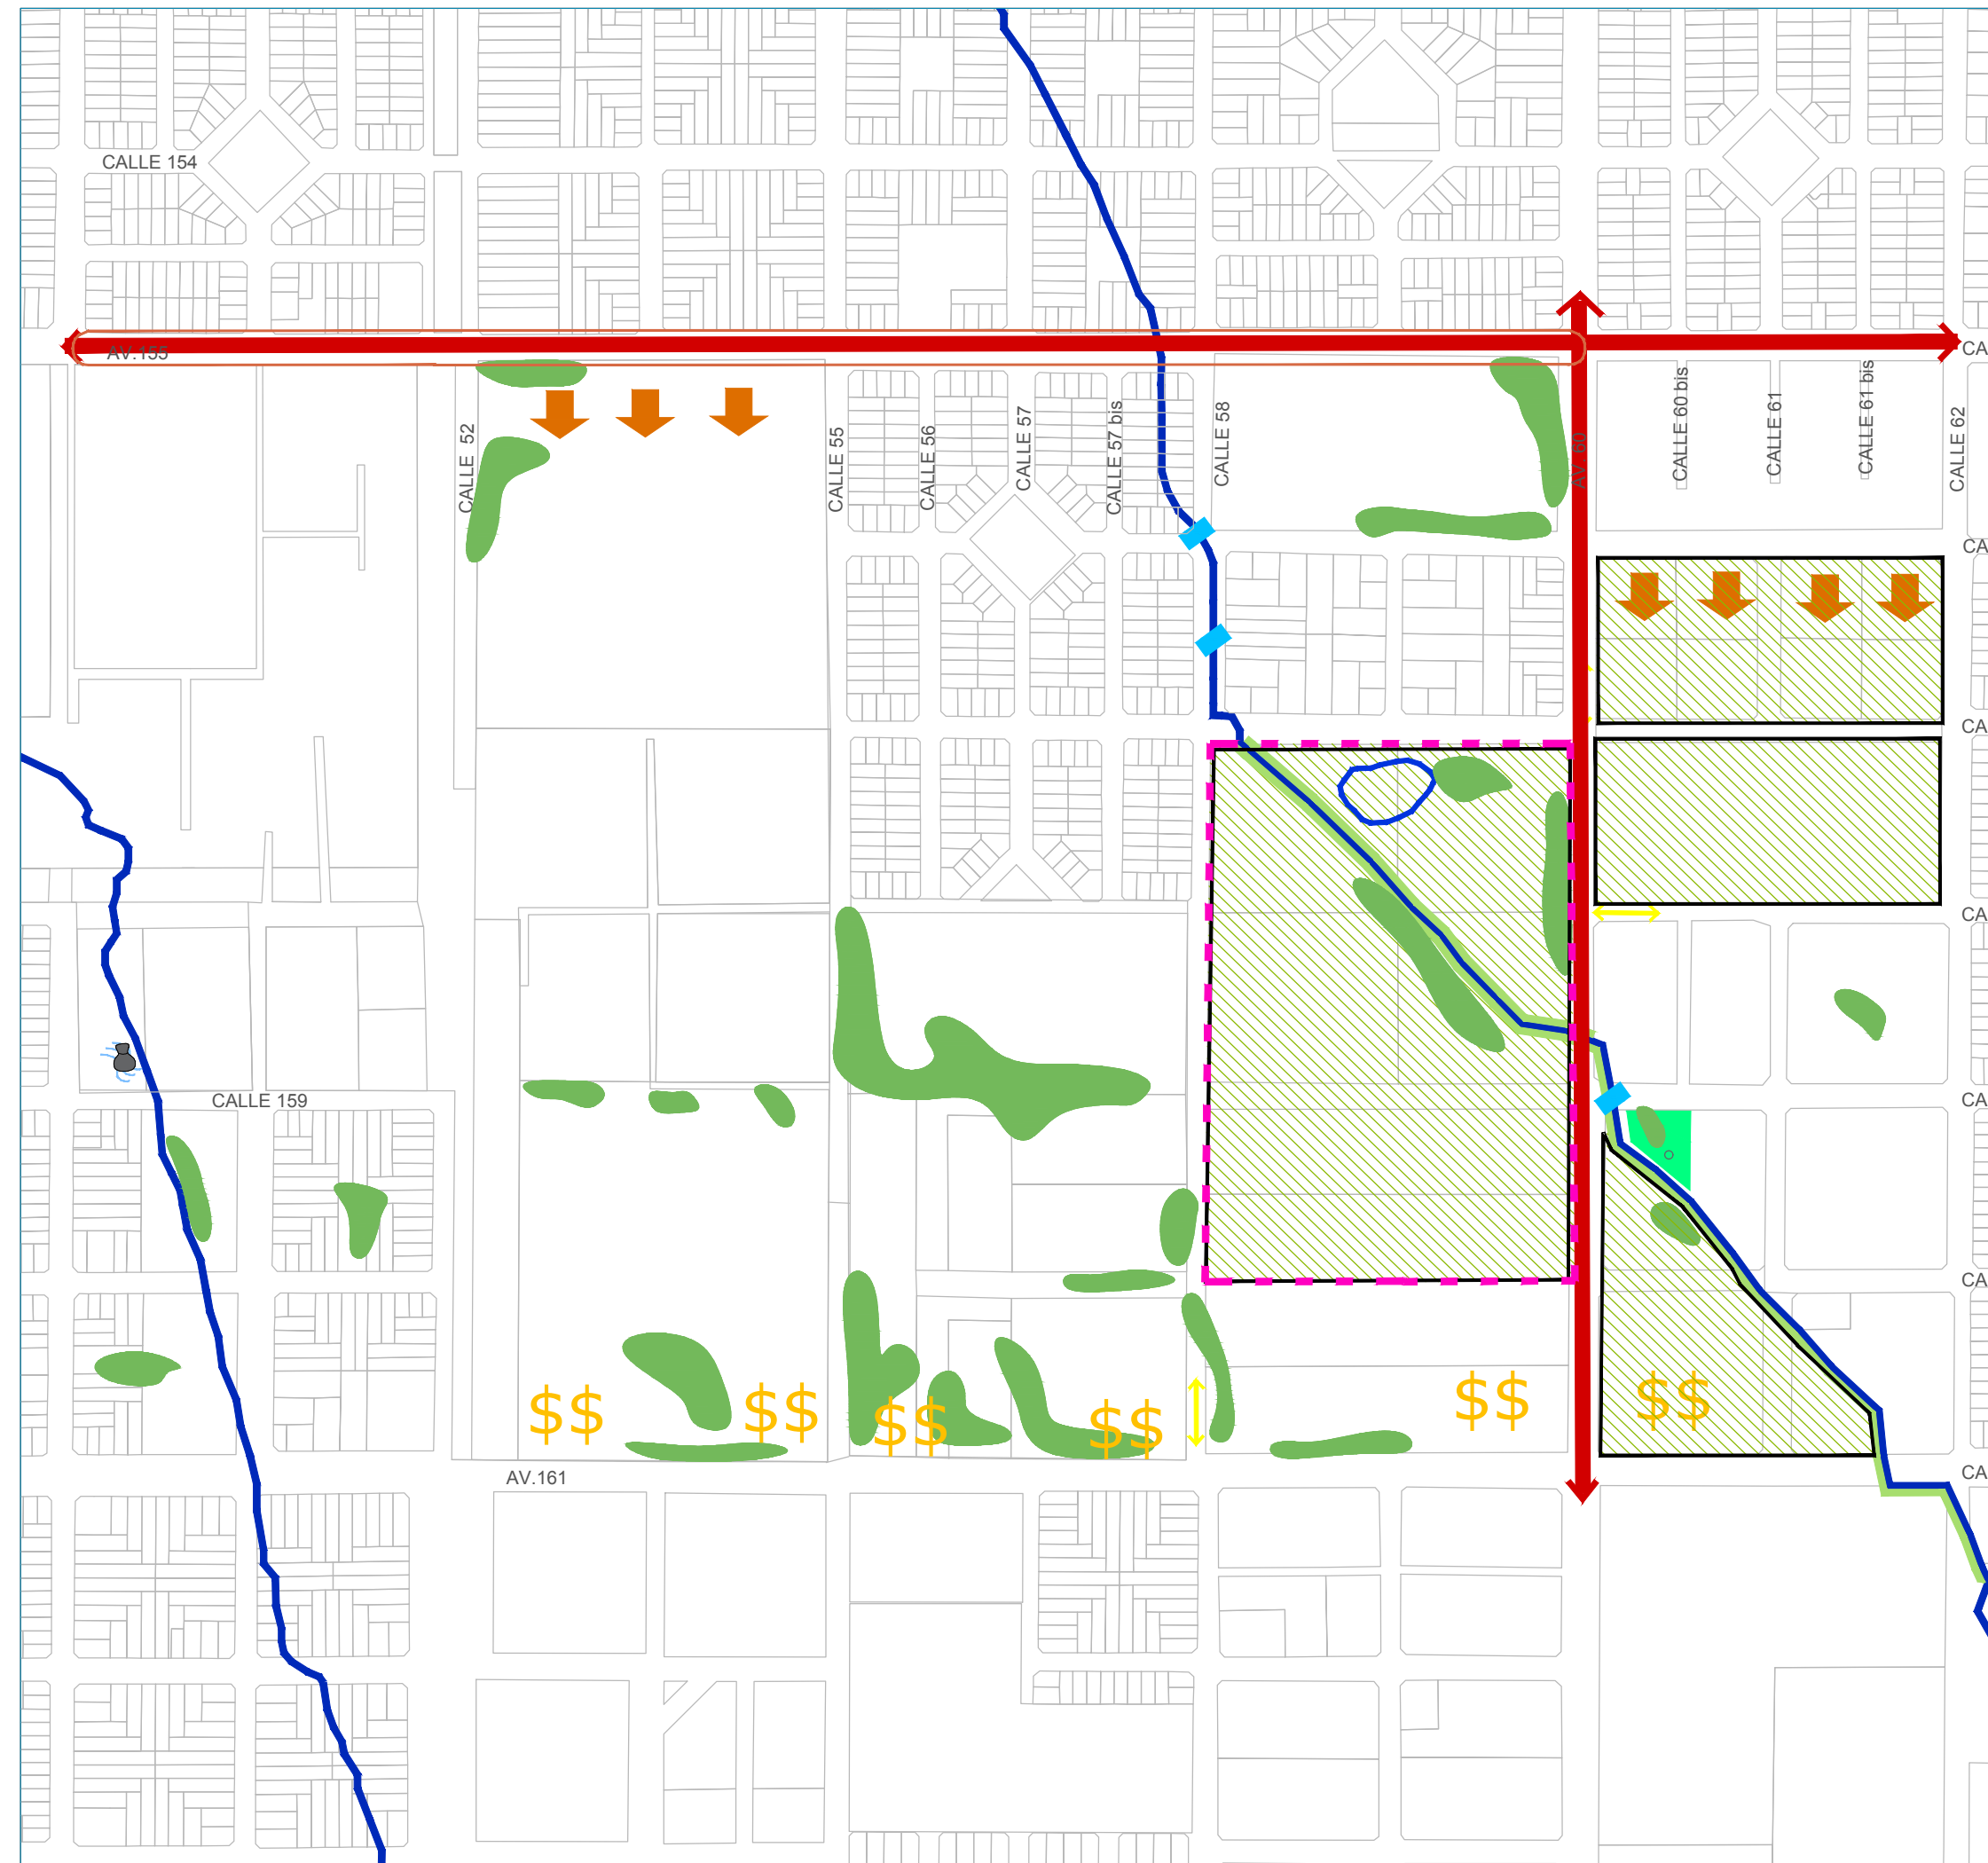 CALLE 154
AV.155
CA
CALLE 52
CALLE 55
CALLE 56
CALLE 57
CALLE 57 bis
CALLE 58
AV. 60
CALLE 60 bis
CALLE 61
CALLE 61 bis
CALLE 62
CA
CA
CA
CALLE 159
CA
CA
$$
$$
$$
$$
$$
$$
AV.161
CA